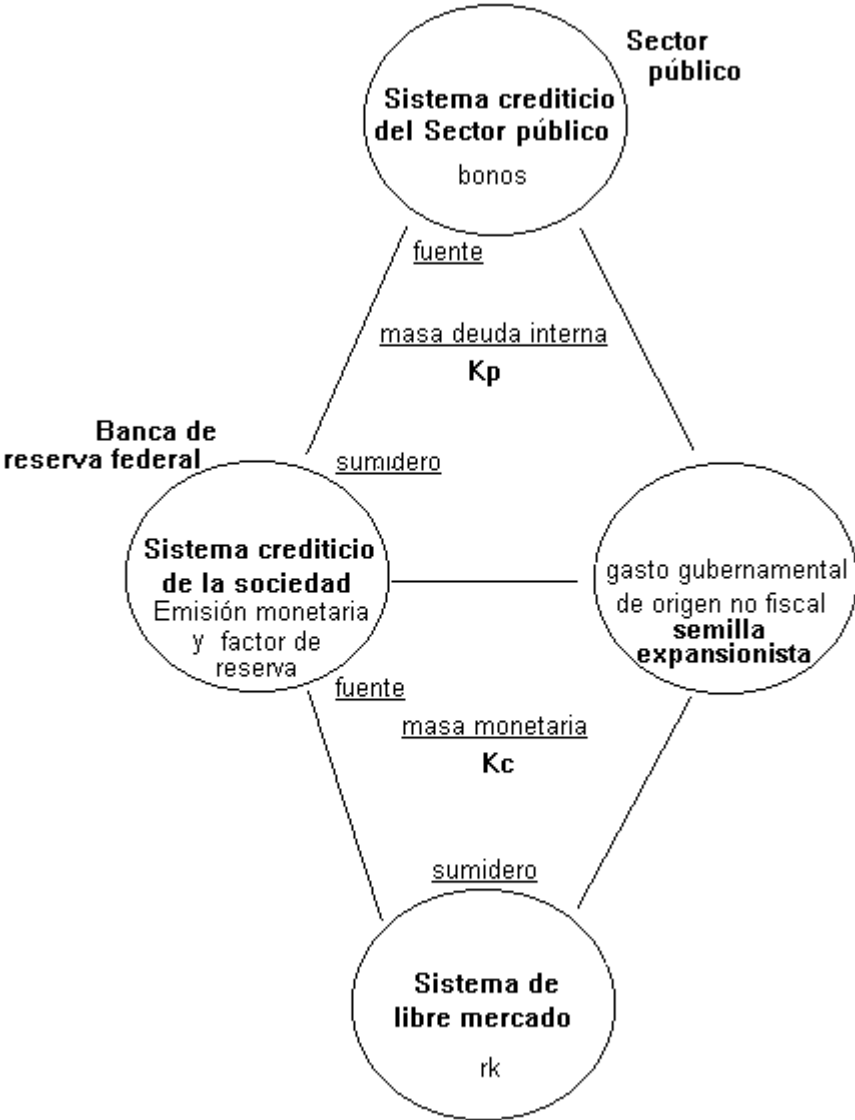 Sector
público
Sistema crediticio
del Sector público
bonos
fuente
masa deuda interna
Kp
Banca de
reserva federal
sumidero
Sistema crediticio
de la sociedad
Emisión monetaria
y factor de
reserva
gasto gubernamental
de origen no fiscal
semilla
expansionista
fuente
masa monetaria
Kc
sumidero
Sistema de
libre mercado
rk